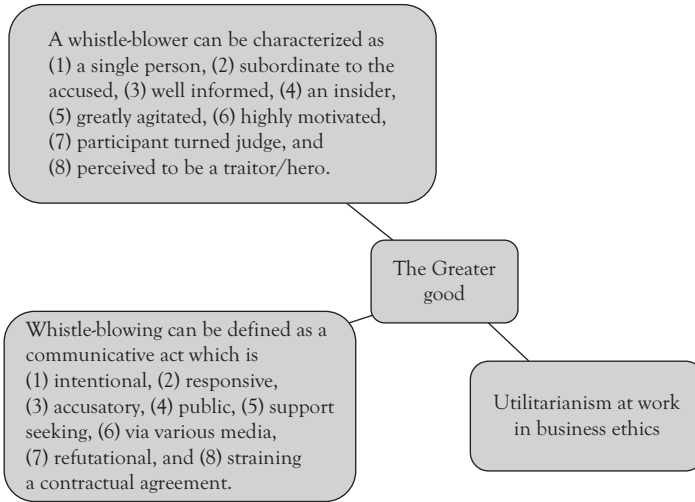 A whistle-blower can be characterized as
(1) a single person, (2) subordinate to the
accused, (3) well informed, (4) an insider,
(5) greatly agitated, (6) highly motivated,
(7) participant turned judge, and
(8) perceived to be a traitor/hero.
The Greater
good
Whistle-blowing can be defined as a
communicative act which is
(1) intentional, (2) responsive,
(3) accusatory, (4) public, (5) support
seeking, (6) via various media,
(7) refutational, and (8) straining
a contractual agreement.
Utilitarianism at work
in business ethics